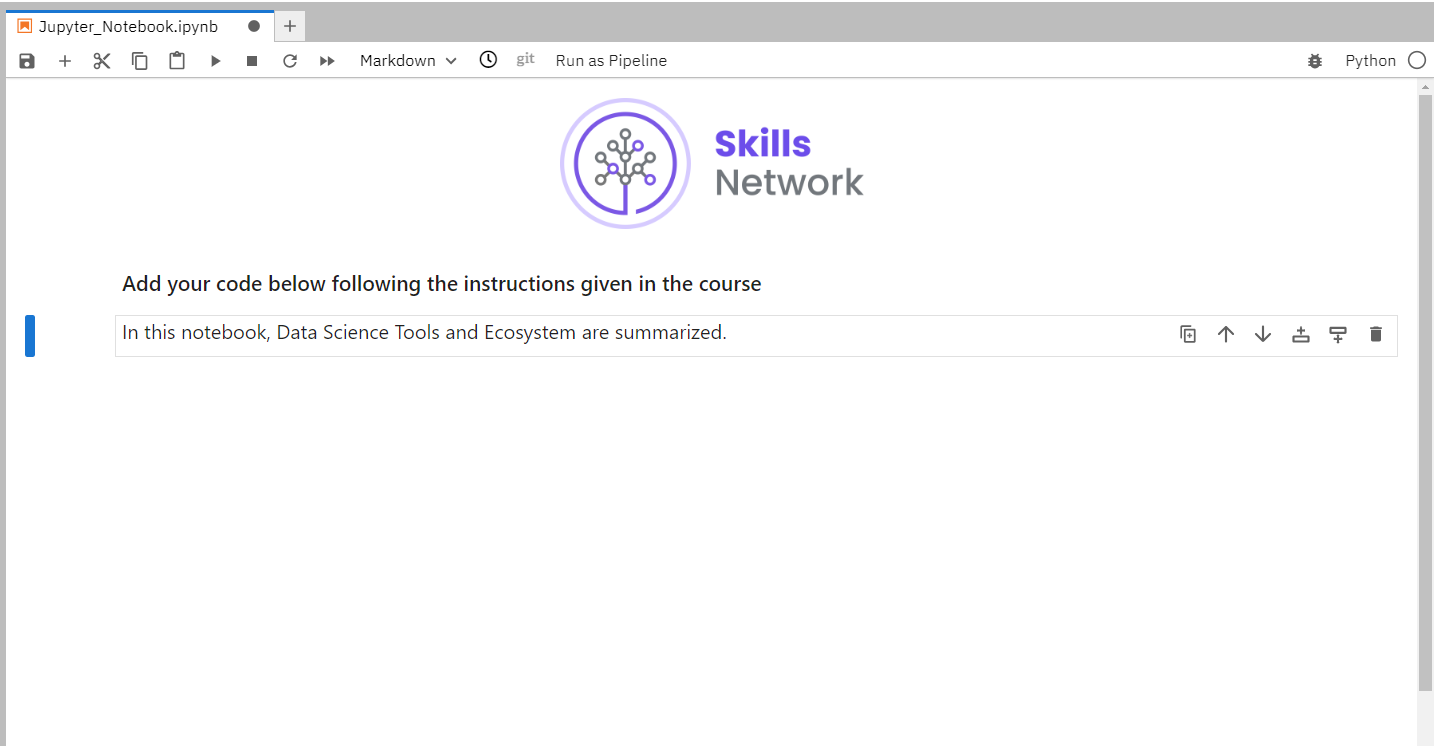 Jupyter_Notebook.ipynb
Markdown git Run as Pipeline Python
Skills
Network
Add your code below following the instructions given in the course
In this notebook, Data Science Tools and Ecosystem are summarized.